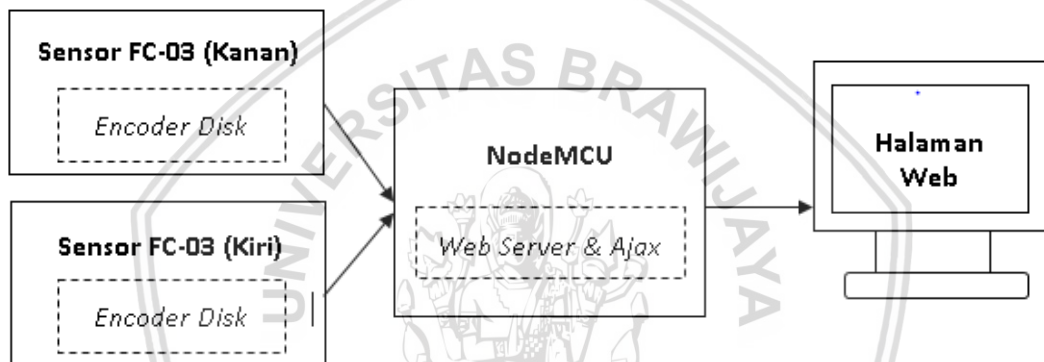 Sensor FC-03 (Kanan)
Encoder Disk
Sensor FC-03 (Kiri)
Encoder Disk
NodeMCU
Web Server & Ajax
Halaman
Web
UNIVERSITAS BRAWIJAYA